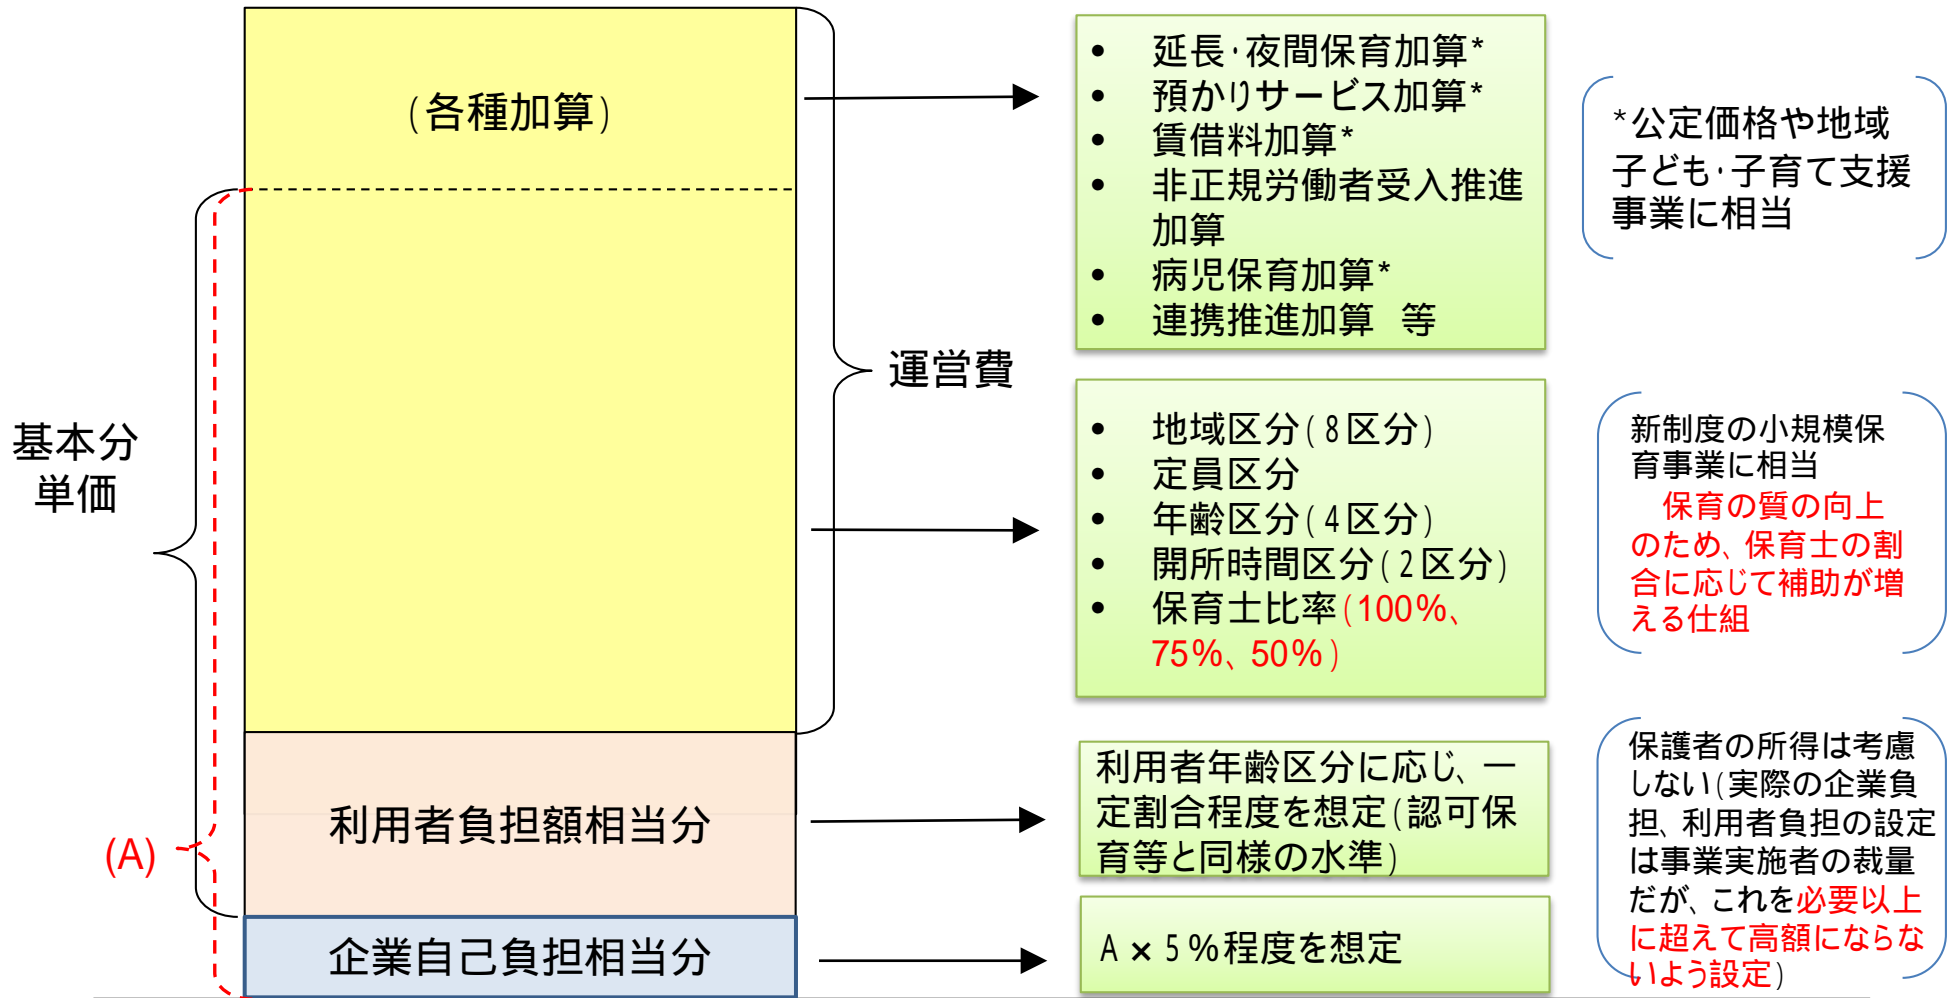 (各種加算)
基本分
単価
(A)
利用者負担額相当分
企業自己負担相当分
運営費
• 延長・夜間保育加算*
• 預かりサービス加算*
• 賃借料加算*
• 非正規労働者受入推進
加算
• 病児保育加算*
• 連携推進加算　等
*公定価格や地域
子ども・子育て支援
事業に相当
• 地域区分(8区分)
• 定員区分
• 年齢区分(4区分)
• 開所時間区分(2区分)
• 保育士比率(100%、
75%、50%)
新制度の小規模保
育事業に相当
保育の質の向上
のため、保育士の割
合に応じて補助が増
える仕組
利用者年齢区分に応じ、一
定割合程度を想定(認可保
育等と同様の水準)
A×5%程度を想定
保護者の所得は考慮
しない(実際の企業負
担、利用者負担の設定
は事業実施者の裁量
だが、これを必要以上
に超えて高額にならな
いよう設定)